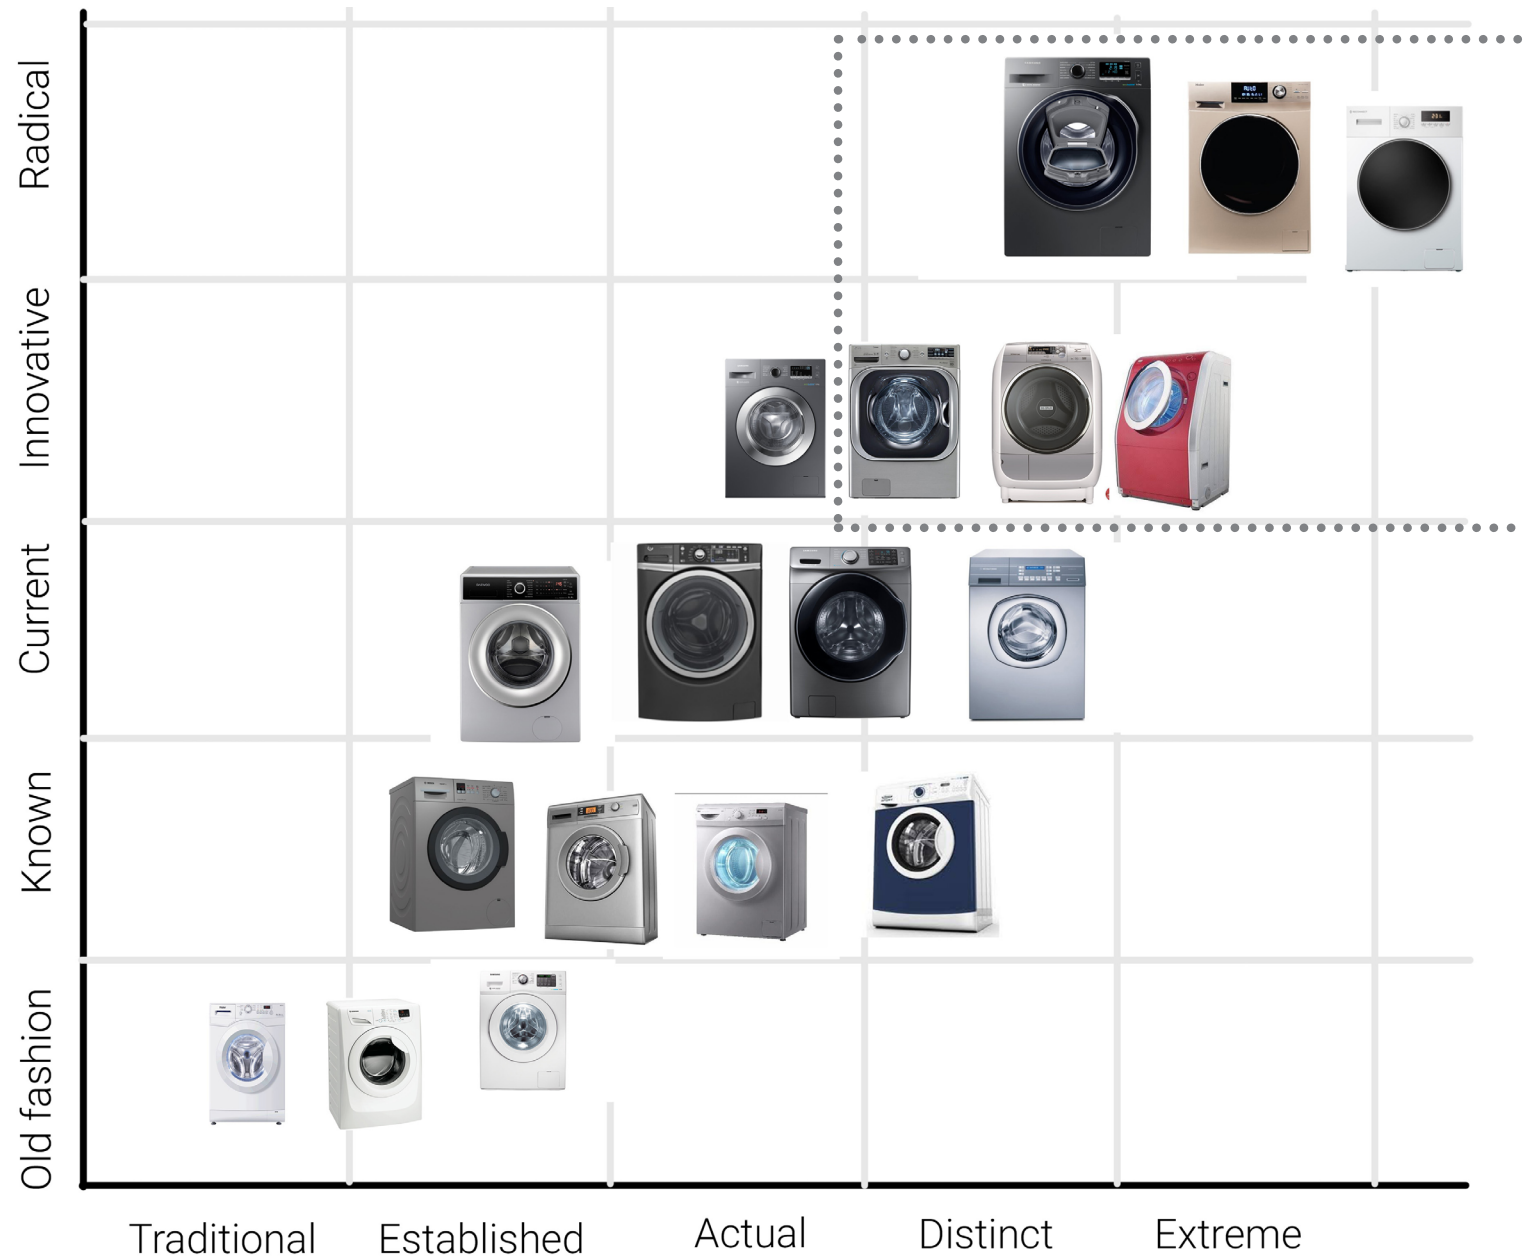 Radical
Innovative
Current
Known
Old fashion
Traditional
Established
Actual
Distinct
Extreme